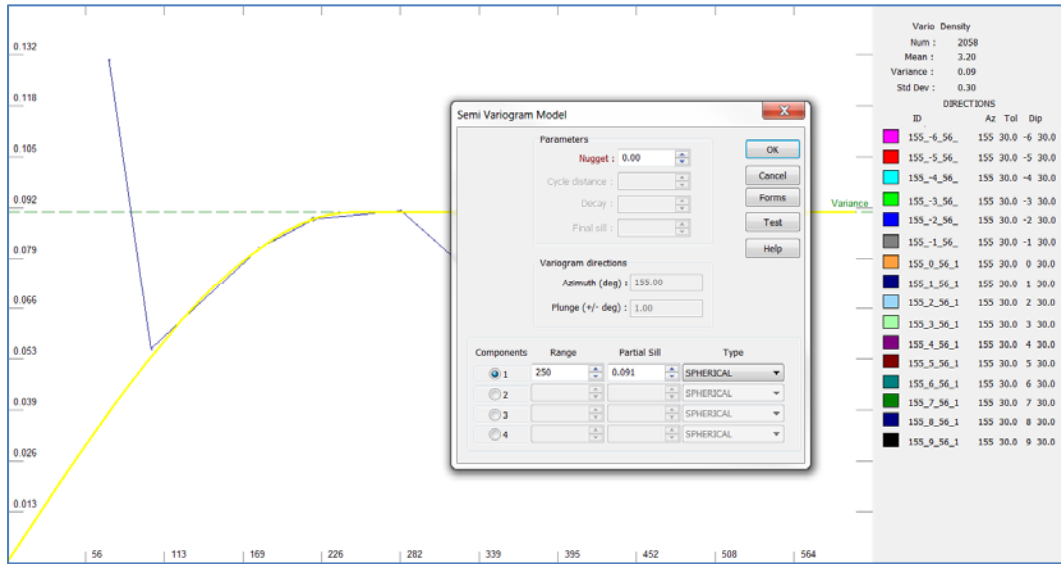 0.132
0.118
0.105
0.092
0.079
0.066
0.053
0.039
0.026
0.013
56
113
169
226
282
339
395
452
508
564
Variance
Semi Variogram Model
Parameters
Nugget : 0.00
Cycle distance :
Decay :
Final sill :
OK
Cancel
Forms
Test
Help
Variogram directions
Azimuth (deg) : 155.00
Plunge (+/- deg) : 1.00
Components Range Partial Sill Type
1 250 0.091 SPHERICAL
2 SPHERICAL
3 SPHERICAL
4 SPHERICAL
Vario Density
Num : 2058
Mean : 3.20
Variance : 0.09
Std Dev : 0.30
DIRECTIONS
ID Az Tol Dip
155_-6_56_ 155 30.0 -6 30.0
155_-5_56_ 155 30.0 -5 30.0
155_-4_56_ 155 30.0 -4 30.0
155_-3_56_ 155 30.0 -3 30.0
155_-2_56_ 155 30.0 -2 30.0
155_-1_56_ 155 30.0 -1 30.0
155_0_56_1 155 30.0 0 30.0
155_1_56_1 155 30.0 1 30.0
155_2_56_1 155 30.0 2 30.0
155_3_56_1 155 30.0 3 30.0
155_4_56_1 155 30.0 4 30.0
155_5_56_1 155 30.0 5 30.0
155_6_56_1 155 30.0 6 30.0
155_7_56_1 155 30.0 7 30.0
155_8_56_1 155 30.0 8 30.0
155_9_56_1 155 30.0 9 30.0